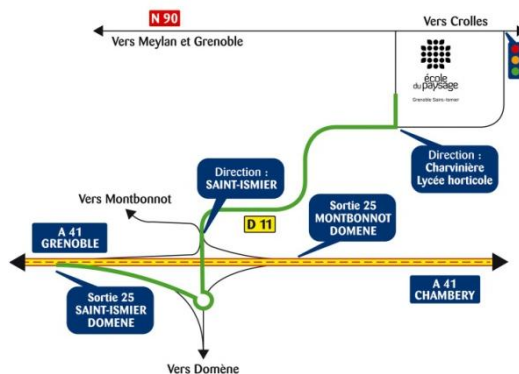 N 90
Vers Crolles
Vers Meylan et Grenoble
école
du paysage
Grenoble Saint-Ismier
Direction :
Charvinière
Lycée horticole
Direction :
SAINT-ISMIER
Vers Montbonnot
Sortie 25
MONTBONNOT
DOMENE
D 11
A 41
GRENOBLE
A 41
CHAMBERY
Sortie 25
SAINT-ISMIER
DOMENE
Vers Domène